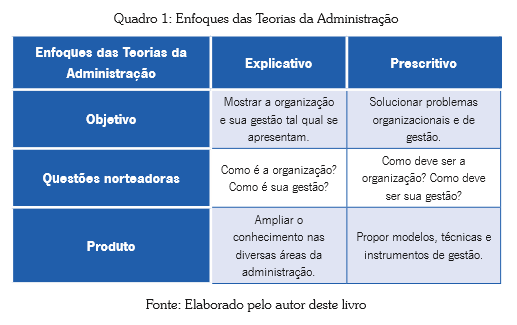 Quadro 1: Enfoques das Teorias da Administração
Enfoques das Teorias da
Administração
Explicativo
Prescritivo
Objetivo
Mostrar a organização
e sua gestão tal qual se
apresentam.
Solucionar problemas
organizacionais e de
gestão.
Questões norteadoras
Como é a organização?
Como é sua gestão?
Como deve ser a
organização? Como deve
ser sua gestão?
Produto
Ampliar o
conhecimento nas
diversas áreas da
administração.
Propor modelos, técnicas e
instrumentos de gestão.
Fonte: Elaborado pelo autor deste livro